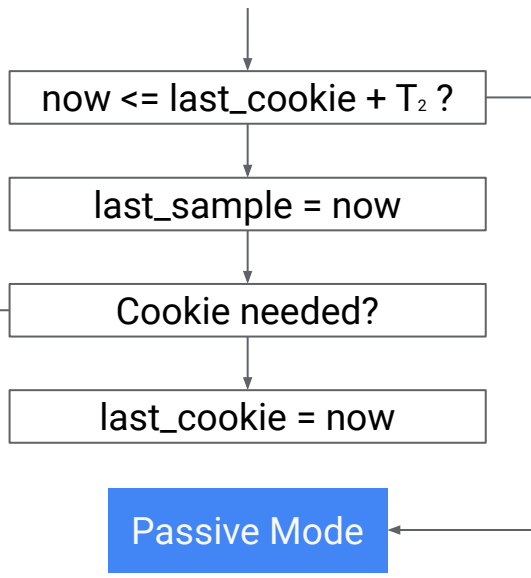 now <= last_cookie + T₂ ?
last_sample = now
Cookie needed?
last_cookie = now
Passive Mode